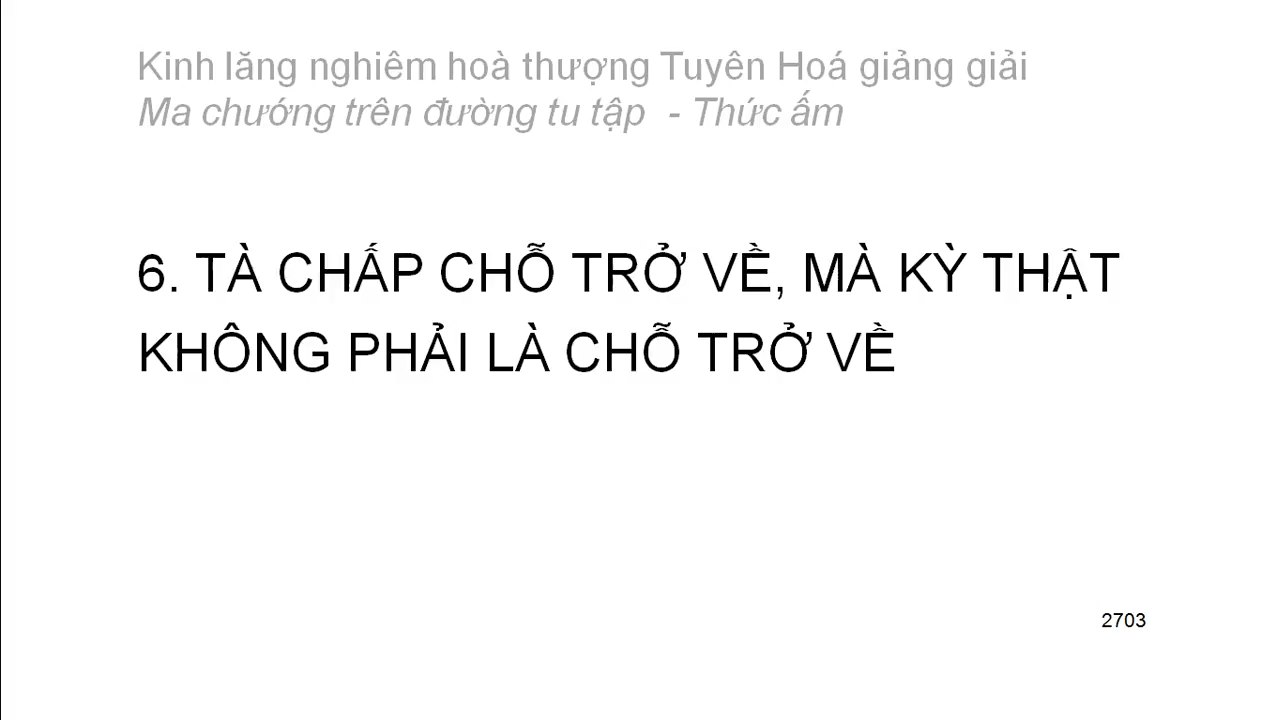 Kinh lăng nghiêm hoà thượng Tuyên Hoá giảng giải
Ma chướng trên đường tu tập - Thức ấm
6. TÀ CHẤP CHỖ TRỞ VỀ, MÀ KỲ THẬT
KHÔNG PHẢI LÀ CHỖ TRỞ VỀ
2703